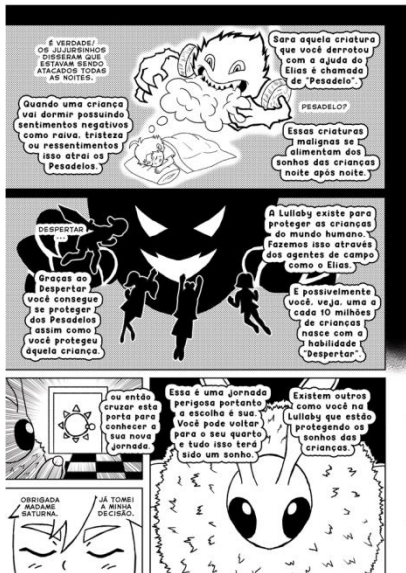 É VERDADE!
OS JUJURSINHOS
DISSERAM QUE
ESTAVAM SENDO
ATACADOS TODAS
AS NOITES.
Sara aquela criatura
que você derrotou
com a ajuda do
Elias é chamada
de "Pesadelo".
PESADELO?
Quando uma criança
vai dormir possuindo
sentimentos negativos
como raiva, tristeza
ou ressentimentos
isso atrai os
Pesadelos.
Essas criaturas
malignas se
alimentam dos
sonhos das crianças
noite após noite.
A Lullaby existe para
proteger as crianças
do mundo humano.
Fazemos isso através
dos agentes de campo
como o Elias.
DESPERTAR
...
E possivelmente
você. veja, uma a
cada 10 milhões
de crianças
nasce com a
habilidade
"Despertar".
Graças ao
Despertar
você consegue
se proteger
dos Pesadelos
assim como
você protegeu
àquela criança.
Existem outros
como você na
Lullaby que estão
protegendo os
sonhos das
crianças.
Essa é uma jornada
perigosa portanto
a escolha é sua.
Você pode voltar
para o seu quarto
e tudo isso terá
sido um sonho.
ou então
cruzar esta
porta para
conhecer a
sua nova
jornada.
JÁ TOMEI
A MINHA
DECISÃO.
OBRIGADA
MADAME
SATURNA.